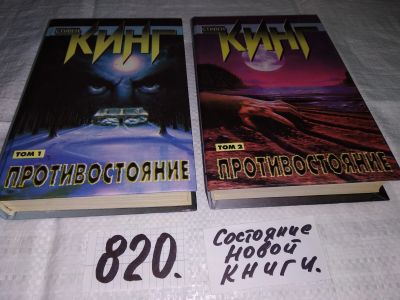 СТИВЕН
КИНГ
ТОМ 1
ПРОТИВОСТОЯНИЕ
СТИВЕН
КИНГ
ТОМ 2
ПРОТИВОСТОЯНИЕ
820.
Состояние
новой
книги.